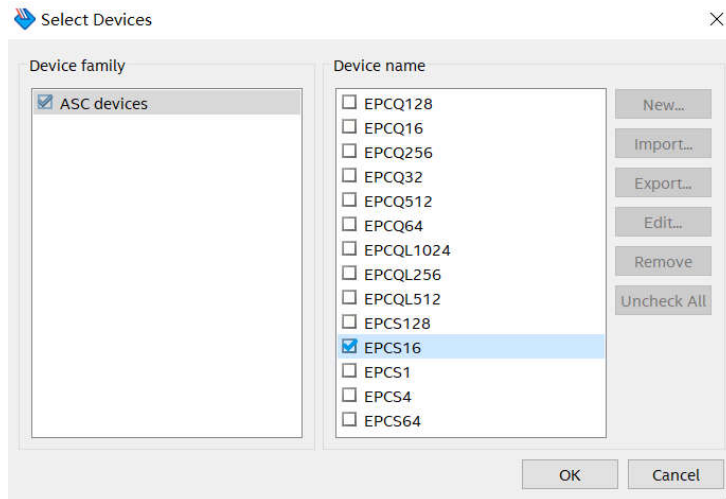 Select Devices
Device family
ASC devices
Device name
EPCQ128
EPCQ16
EPCQ256
EPCQ32
EPCQ512
EPCQ64
EPCQL1024
EPCQL256
EPCQL512
EPCS128
EPCS16
EPCS1
EPCS4
EPCS64
New...
Import...
Export...
Edit...
Remove
Uncheck All
OK
Cancel